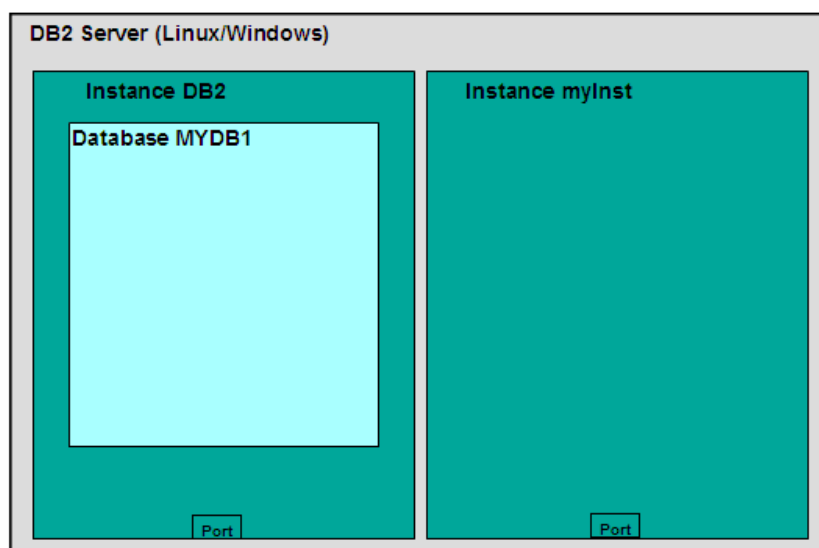 DB2 Server (Linux/Windows)
Instance DB2
Database MYDB1
Port
Instance myInst
Port